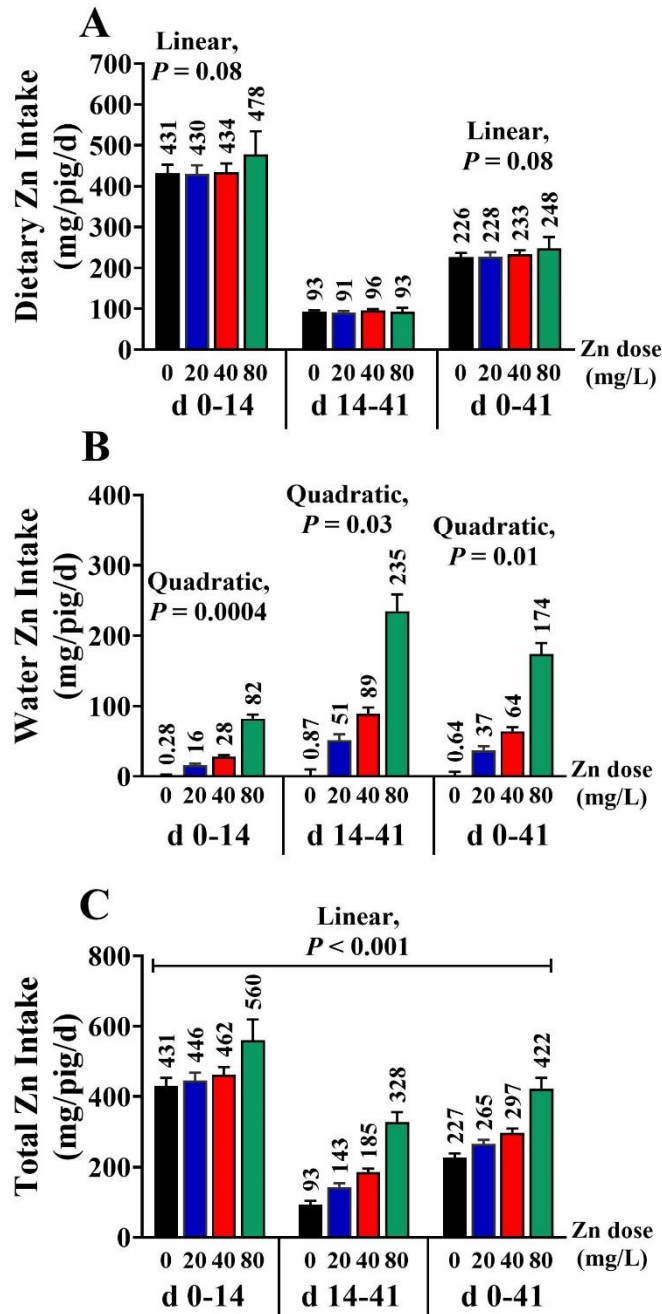 A
Linear,
P = 0.08
Linear,
P = 0.08
Dietary Zn Intake
(mg/pig/d)
700
600
500
400
300
200
100
0
431 430 434 478
93 91 96 93
226 228 233 248
0 20 40 80 0 20 40 80 0 20 40 80
Zn dose
(mg/L)
d 0-14 d 14-41 d 0-41
B
Quadratic,
P = 0.0004
Quadratic,
P = 0.03
Quadratic,
P = 0.01
Water Zn Intake
(mg/pig/d)
400
300
200
100
0
0.28 16 28 82
0.87 51 89 235
0.64 37 64 174
0 20 40 80 0 20 40 80 0 20 40 80
Zn dose
(mg/L)
d 0-14 d 14-41 d 0-41
C
Linear,
P < 0.001
Total Zn Intake
(mg/pig/d)
800
600
400
200
0
431 446 462 560
93 143 185 328
227 265 297 422
0 20 40 80 0 20 40 80 0 20 40 80
Zn dose
(mg/L)
d 0-14 d 14-41 d 0-41